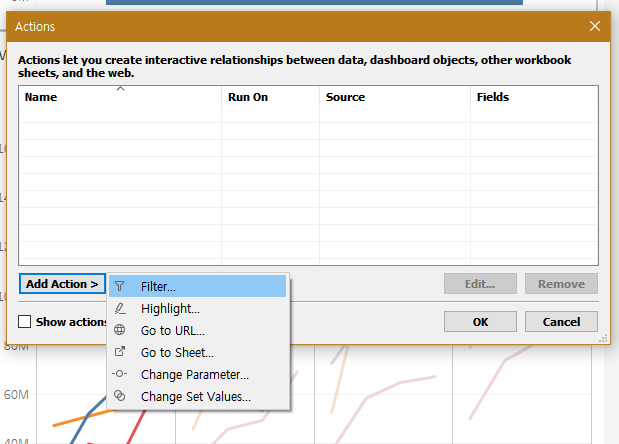 Actions
Actions let you create interactive relationships between data, dashboard objects, other workbook
sheets, and the web.
Name Run On Source Fields
Add Action > Edit... Remove
Filter...
Highlight...
Go to URL...
Go to Sheet...
Change Parameter...
Change Set Values...
Show actions
OK Cancel
80M
60M
40M